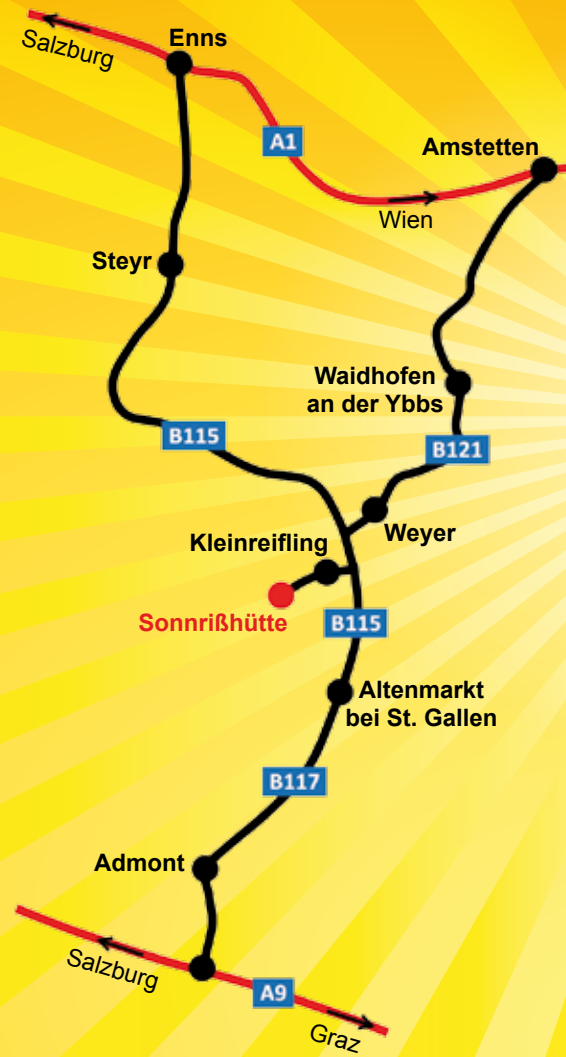 Enns
Salzburg
A1
Amstetten
Wien
Steyr
Waidhofen
an der Ybbs
B115
B121
Weyer
Kleinreifling
Sonnrißhütte
B115
Altenmarkt
bei St. Gallen
B117
Admont
Salzburg
A9
Graz